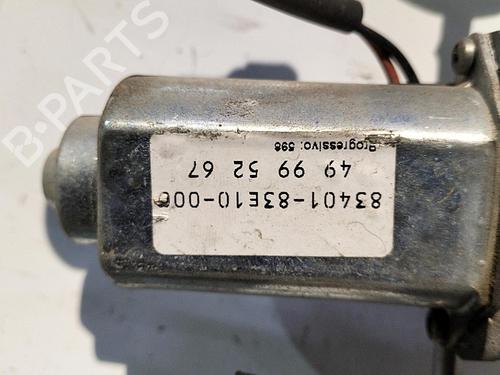 83401-83E10-000
49 99 52 67
Progressivo: 596
B-PARTS